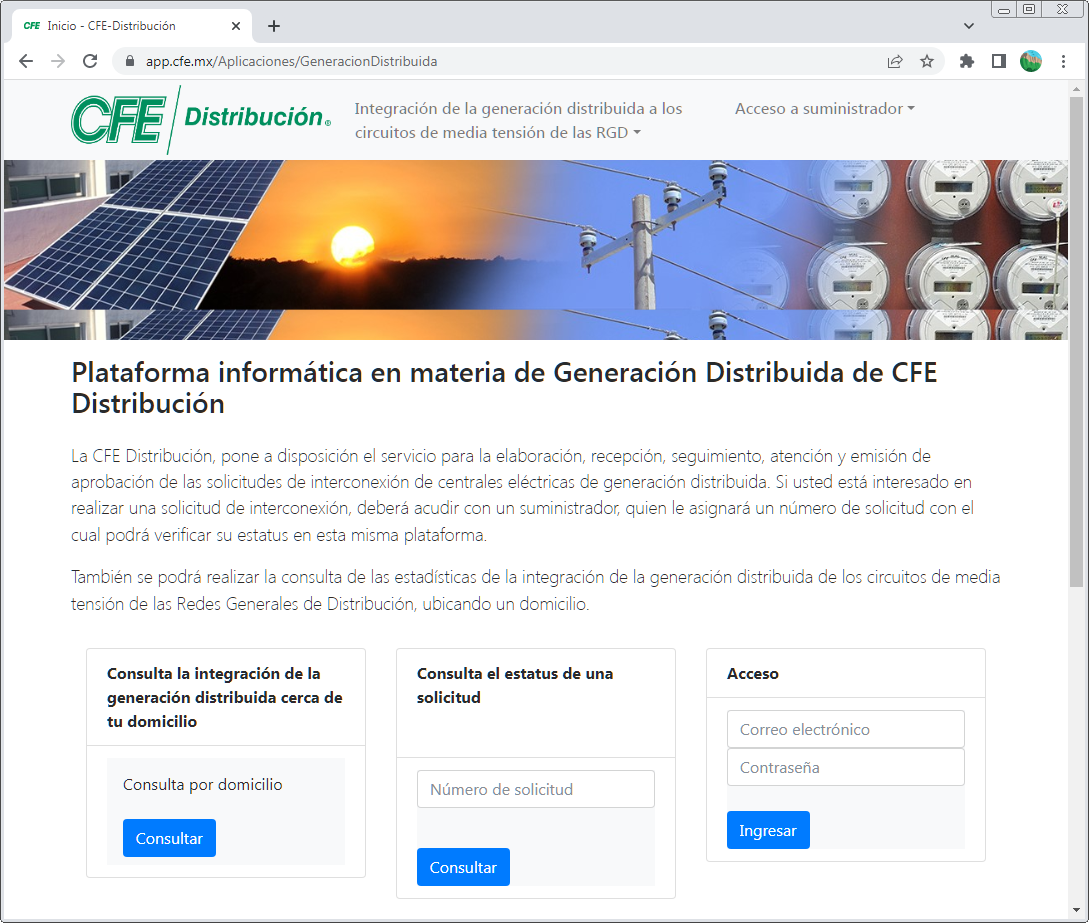 CFE Inicio - CFE-Distribución
app.cfe.mx/Aplicaciones/GeneracionDistribuida
CFE Distribución®
Integración de la generación distribuida a los
circuitos de media tensión de las RGD
Acceso a suministrador
Plataforma informática en materia de Generación Distribuida de CFE
Distribución
La CFE Distribución, pone a disposición el servicio para la elaboración, recepción, seguimiento, atención y emisión de
aprobación de las solicitudes de interconexión de centrales eléctricas de generación distribuida. Si usted está interesado en
realizar una solicitud de interconexión, deberá acudir con un suministrador, quien le asignará un número de solicitud con el
cual podrá verificar su estatus en esta misma plataforma.
También se podrá realizar la consulta de las estadísticas de la integración de la generación distribuida de los circuitos de media
tensión de las Redes Generales de Distribución, ubicando un domicilio.
Consulta la integración de la
generación distribuida cerca de
tu domicilio
Consulta por domicilio
Consultar
Consulta el estatus de una
solicitud
Número de solicitud
Consultar
Acceso
Correo electrónico
Contraseña
Ingresar